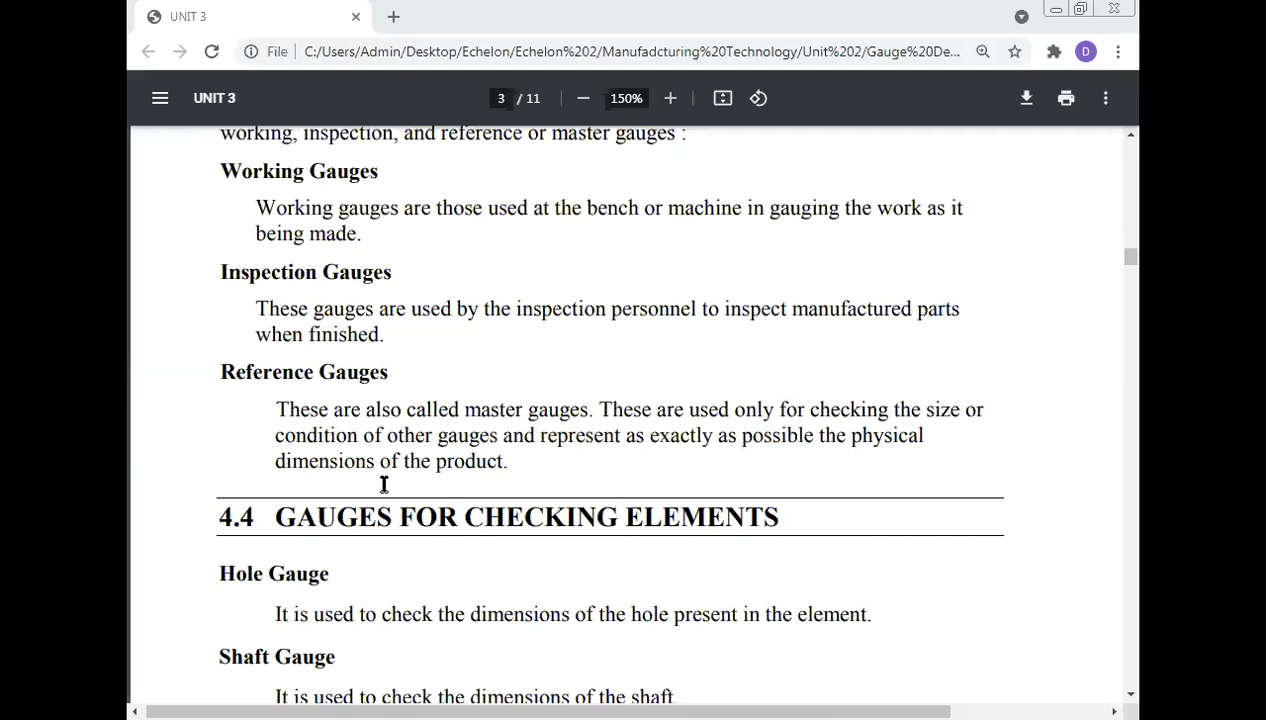 UNIT 3
File
C:/Users/Admin/Desktop/Echelon/Echelon%202/Manufadcturing%20Technology/Unit%202/Gauge%20De...
D
UNIT 3
3 / 11
150%
working, inspection, and reference or master gauges :
Working Gauges
Working gauges are those used at the bench or machine in gauging the work as it
being made.
Inspection Gauges
These gauges are used by the inspection personnel to inspect manufactured parts
when finished.
Reference Gauges
These are also called master gauges. These are used only for checking the size or
condition of other gauges and represent as exactly as possible the physical
dimensions of the product.
4.4 GAUGES FOR CHECKING ELEMENTS
Hole Gauge
It is used to check the dimensions of the hole present in the element.
Shaft Gauge
It is used to check the dimensions of the shaft.